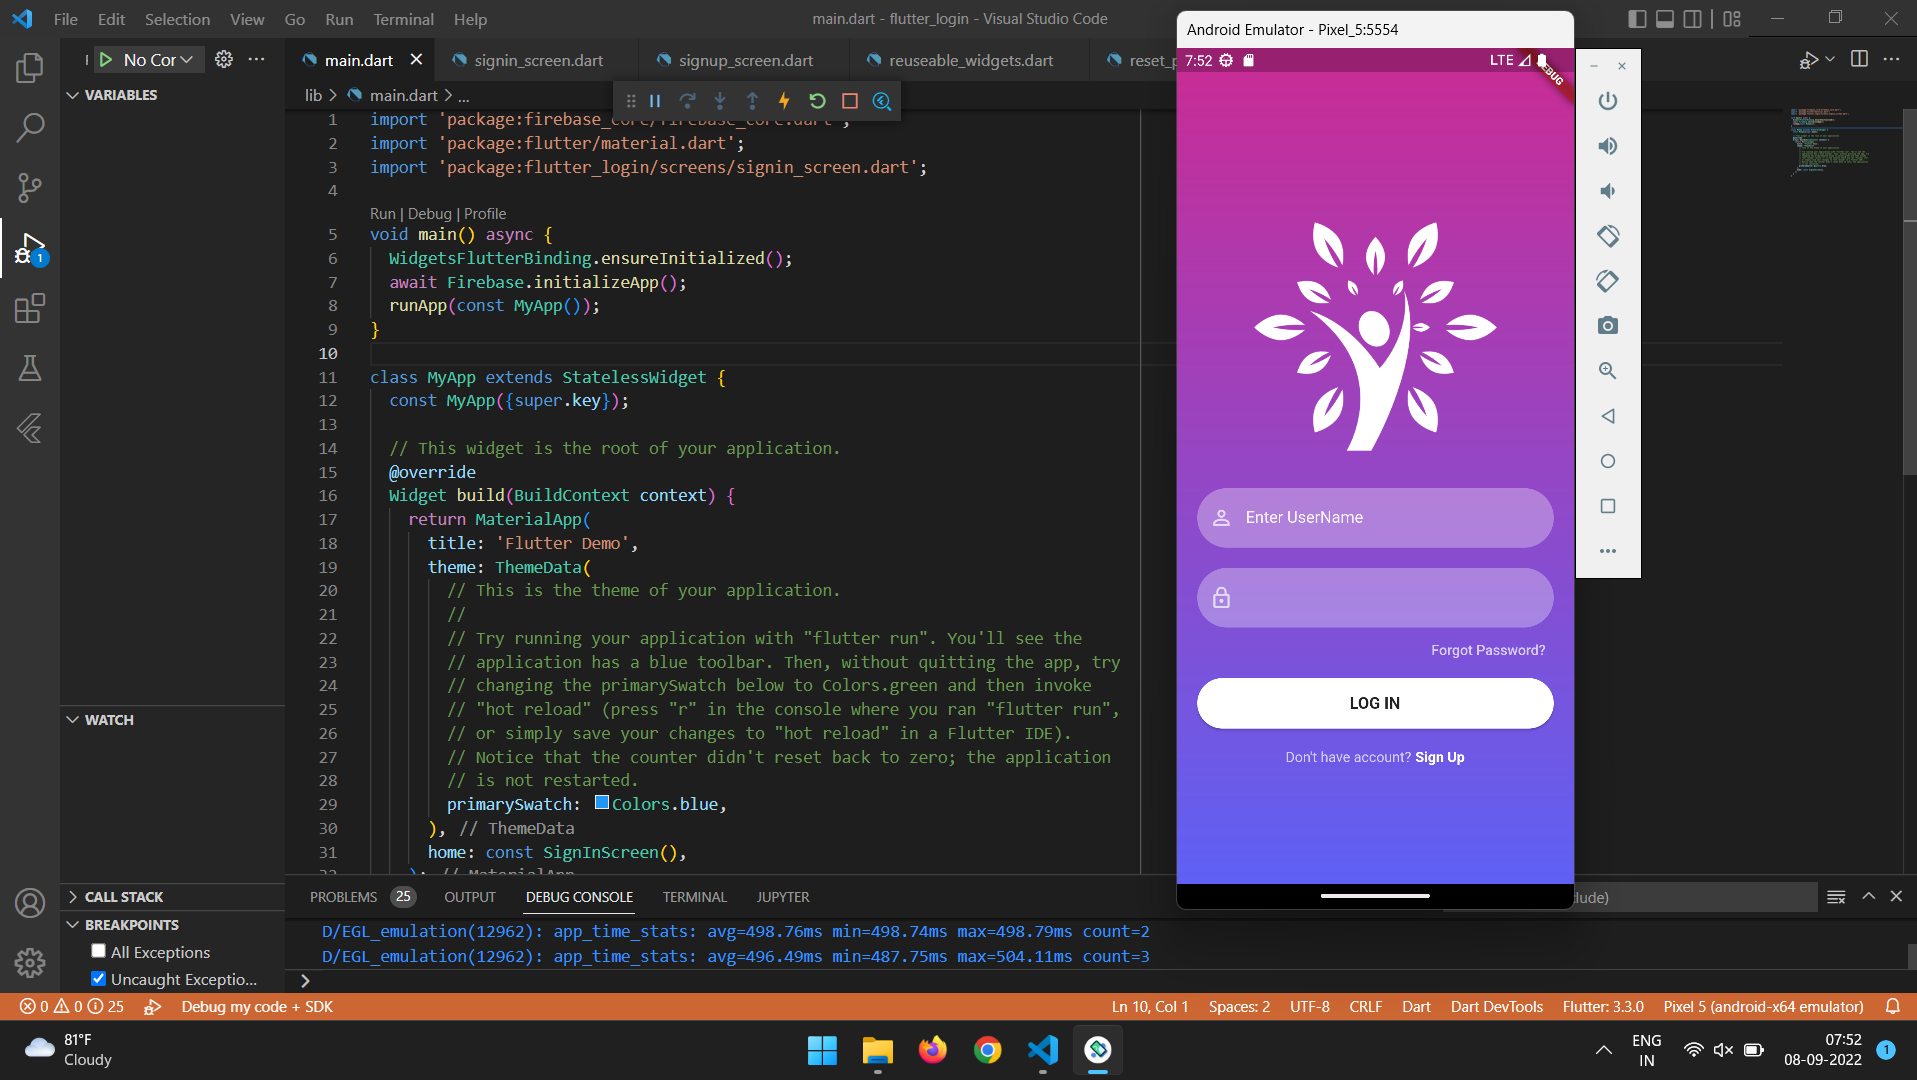 File Edit Selection View Go Run Terminal Help
main.dart - flutter_login - Visual Studio Code
No Cor
main.dart
signin_screen.dart
signup_screen.dart
reuseable_widgets.dart
reset_p
VARIABLES
lib > main.dart > ...
1 import 'package:firebase_core/firebase_core.dart';
2 import 'package:flutter/material.dart';
3 import 'package:flutter_login/screens/signin_screen.dart';
4
Run | Debug | Profile
5 void main() async {
6 WidgetsFlutterBinding.ensureInitialized();
7 await Firebase.initializeApp();
8 runApp(const MyApp());
9 }
10
11 class MyApp extends StatelessWidget {
12 const MyApp({super.key});
13
14 // This widget is the root of your application.
15 @override
16 Widget build(BuildContext context) {
17 return MaterialApp(
18 title: 'Flutter Demo',
19 theme: ThemeData(
20 // This is the theme of your application.
21 //
22 // Try running your application with "flutter run". You'll see the
23 // application has a blue toolbar. Then, without quitting the app, try
24 // changing the primarySwatch below to Colors.green and then invoke
25 // "hot reload" (press "r" in the console where you ran "flutter run",
26 // or simply save your changes to "hot reload" in a Flutter IDE).
27 // Notice that the counter didn't reset back to zero; the application
28 // is not restarted.
29 primarySwatch: Colors.blue,
30 ), // ThemeData
31 home: const SignInScreen(),
32 ); // MaterialApp
WATCH
CALL STACK
BREAKPOINTS
All Exceptions
Uncaught Exceptio...
1
PROBLEMS 25 OUTPUT DEBUG CONSOLE TERMINAL JUPYTER
clude)
D/EGL_emulation(12962): app_time_stats: avg=498.76ms min=498.74ms max=498.79ms count=2
D/EGL_emulation(12962): app_time_stats: avg=496.49ms min=487.75ms max=504.11ms count=3
Android Emulator - Pixel_5:5554
7:52
LTE
DEBUG
Enter UserName
Forgot Password?
LOG IN
Don't have account? Sign Up
0 0 25 Debug my code + SDK
Ln 10, Col 1 Spaces: 2 UTF-8 CRLF Dart Dart DevTools Flutter: 3.3.0 Pixel 5 (android-x64 emulator)
81°F
Cloudy
ENG
IN
07:52
08-09-2022
1